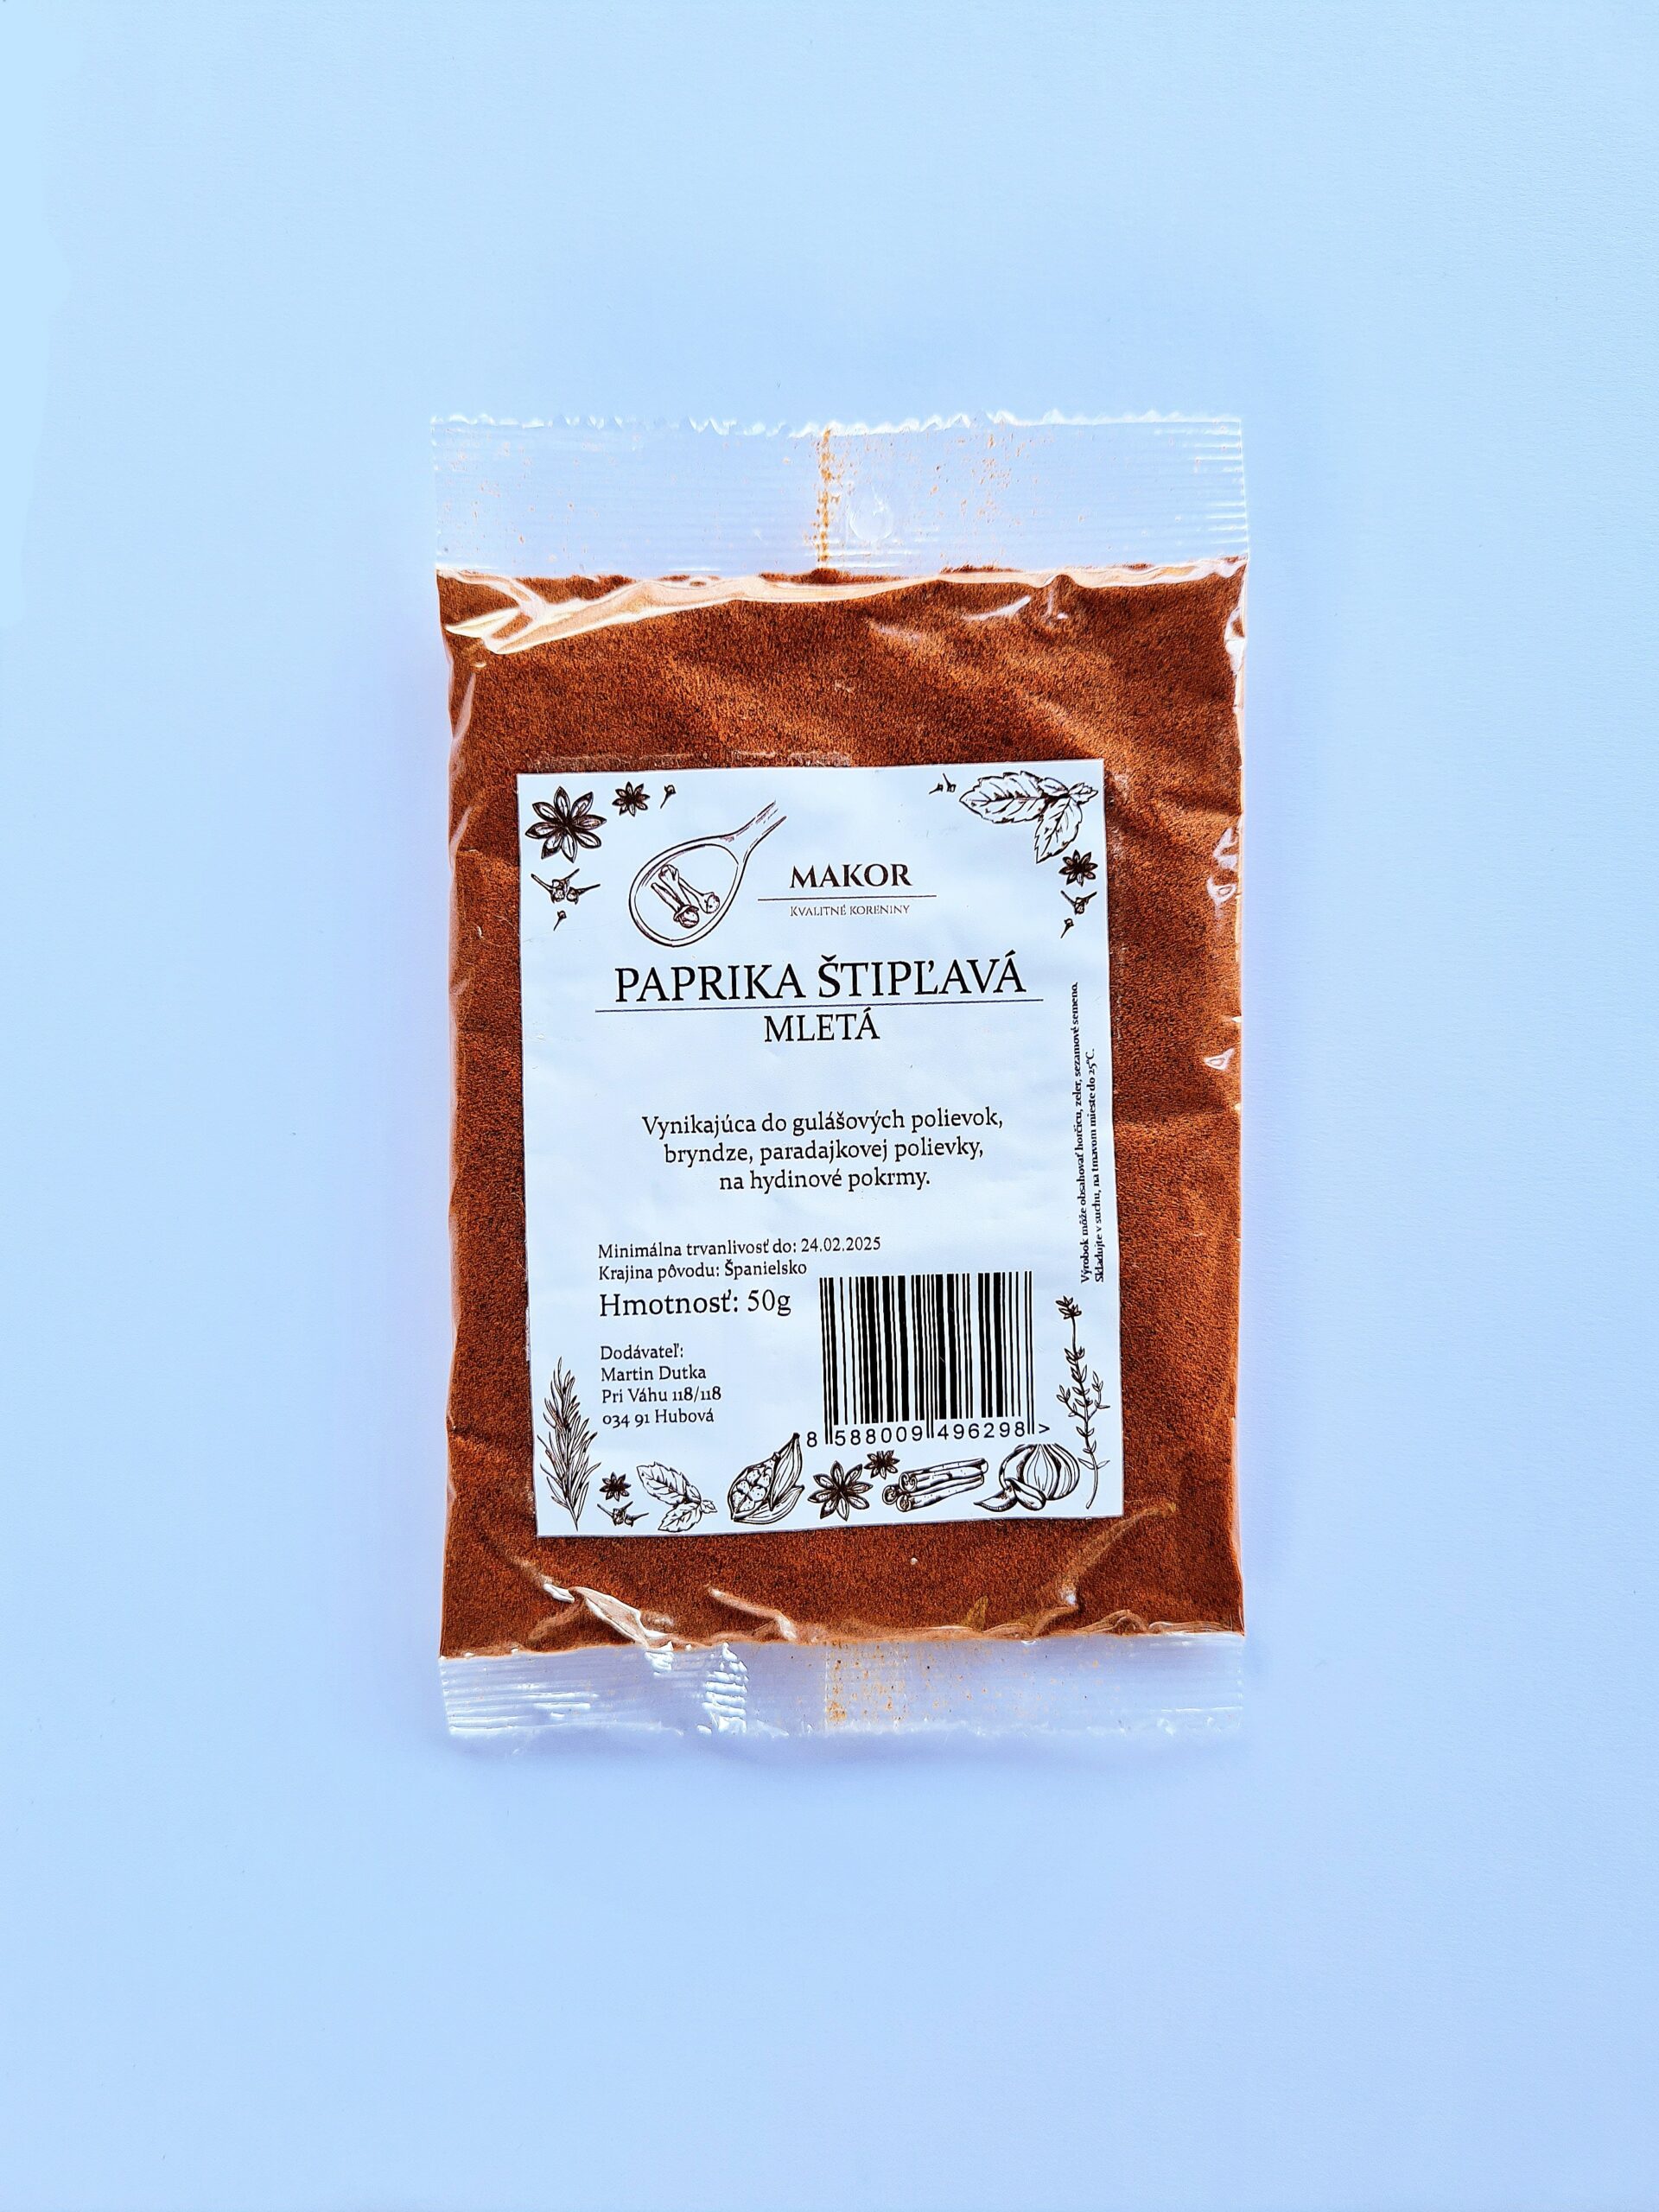 MAKOR
KVALITNÉ KORENINY
PAPRIKA ŠTIPĽAVÁ
MLETÁ
Vynikajúca do gulášových polievok,
bryndze, paradajkovej polievky,
na hydinové pokrmy.
Minimálna trvanlivosť do: 24.02.2025
Krajina pôvodu: Španielsko
Hmotnosť: 50g
Dodávateľ:
Martin Dutka
Pri Váhu 118/118
034 91 Hubová
8 588009 496298 >
Výrobok môže obsahovať horčicu, zeler, sezamové semeno.
Skladujte v suchu, na tmavom mieste do 25°C.